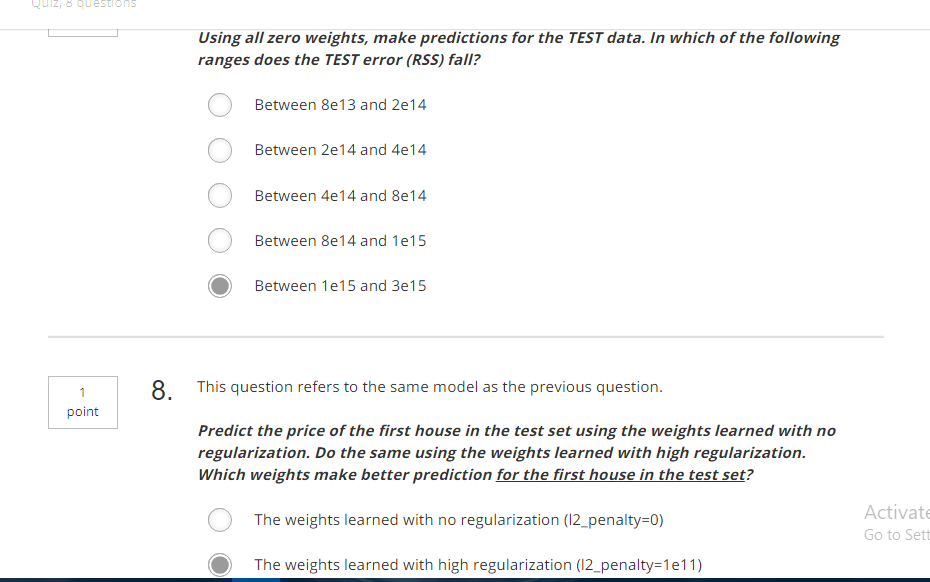 Quiz, 8 questions
Using all zero weights, make predictions for the TEST data. In which of the following
ranges does the TEST error (RSS) fall?
Between 8e13 and 2e14
Between 2e14 and 4e14
Between 4e14 and 8e14
Between 8e14 and 1e15
Between 1e15 and 3e15
1
point
8.
This question refers to the same model as the previous question.
Predict the price of the first house in the test set using the weights learned with no
regularization. Do the same using the weights learned with high regularization.
Which weights make better prediction for the first house in the test set?
The weights learned with no regularization (l2_penalty=0)
The weights learned with high regularization (l2_penalty=1e11)
Activate
Go to Sett